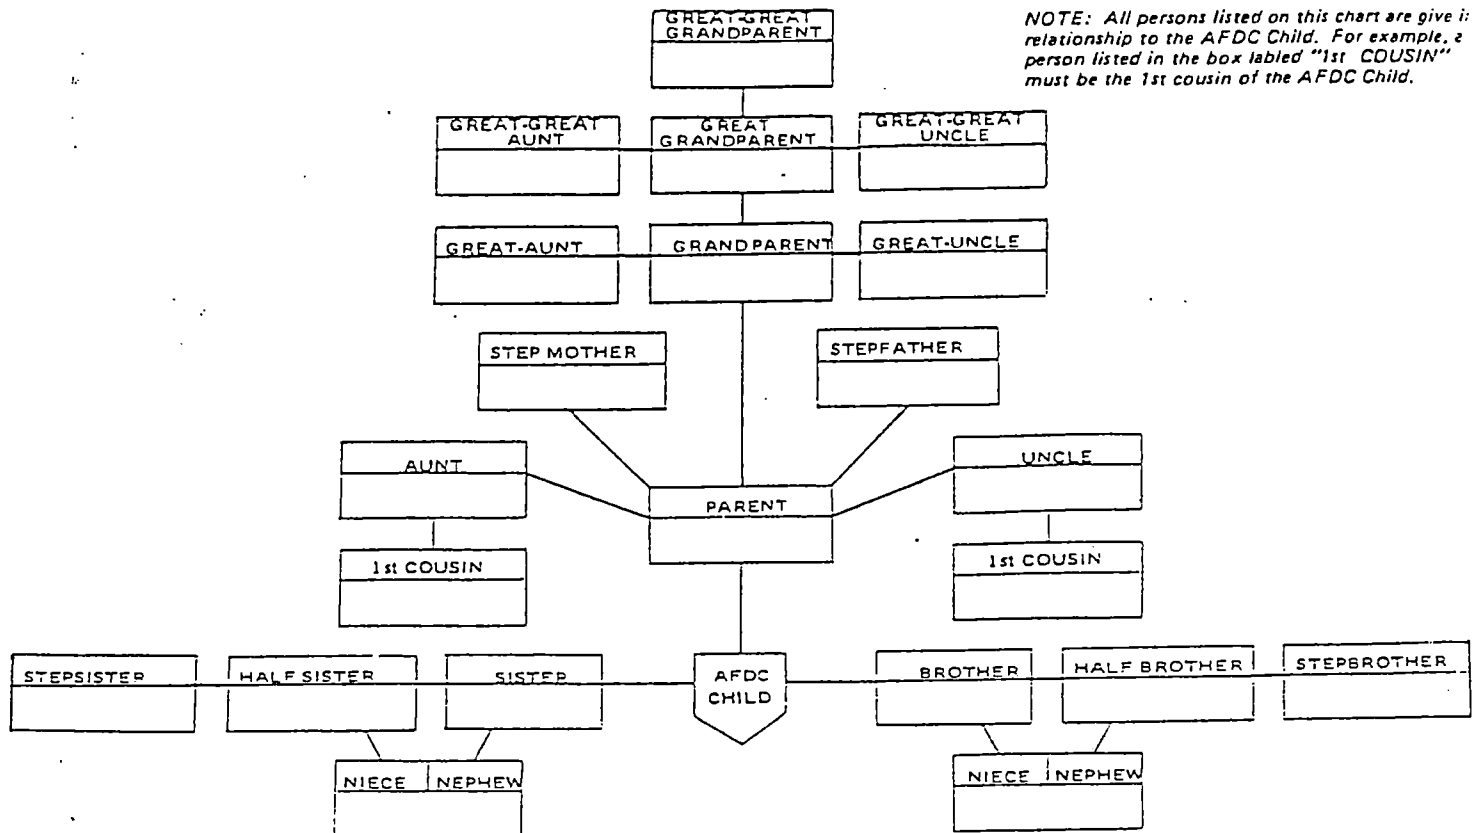 GREAT-GREAT
GRANDPARENT
NOTE: All persons listed on this chart are give
relationship to the AFDC Child. For example,
person listed in the box labled "1st COUSIN"
must be the 1st cousin of the AFDC Child.
GREAT-GREAT
AUNT
GREAT
GRANDPARENT
GREAT-GREAT
UNCLE
GREAT-AUNT
GRANDPARENT
GREAT-UNCLE
STEP MOTHER
STEPFATHER
AUNT
UNCLE
PARENT
1st COUSIN
1st COUSIN
STEPSISTER
HALF SISTER
SISTER
AFDC
CHILD
BROTHER
HALF BROTHER
STEPBROTHER
NIECE
NEPHEW
NIECE
NEPHEW